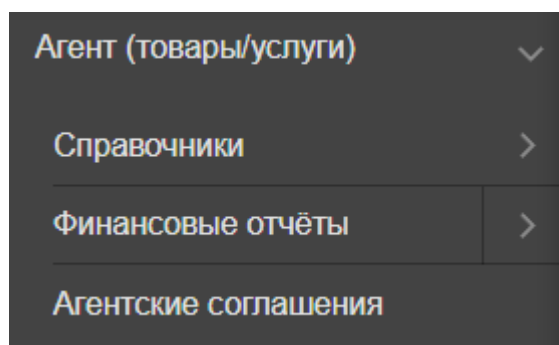 Агент (товары/услуги)
Справочники
Финансовые отчёты
Агентские соглашения